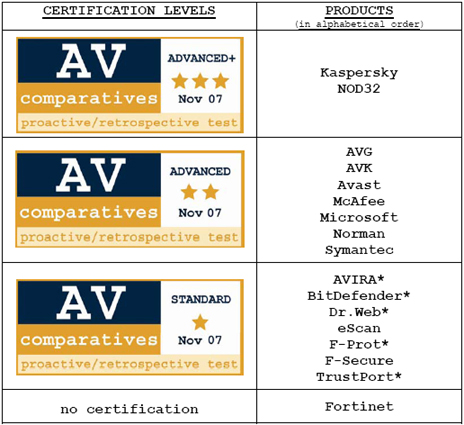 CERTIFICATION LEVELS
PRODUCTS
(in alphabetical order)
AV
comparatives
ADVANCED+
Nov 07
proactive/retrospective test
Kaspersky
NOD32
AV
comparatives
ADVANCED
Nov 07
proactive/retrospective test
AVG
AVK
Avast
McAfee
Microsoft
Norman
Symantec
AV
comparatives
STANDARD
Nov 07
proactive/retrospective test
AVIRA*
BitDefender*
Dr.Web*
eScan
F-Prot*
F-Secure
TrustPort*
no certification
Fortinet